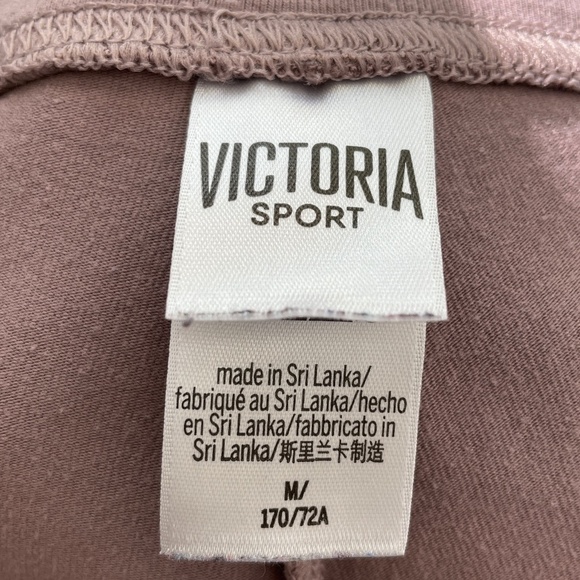 VICTORIA
SPORT
made in Sri Lanka/
fabriqué au Sri Lanka/hecho
en Sri Lanka/fabbricato in
Sri Lanka/斯里兰卡制造
M/
170/72A